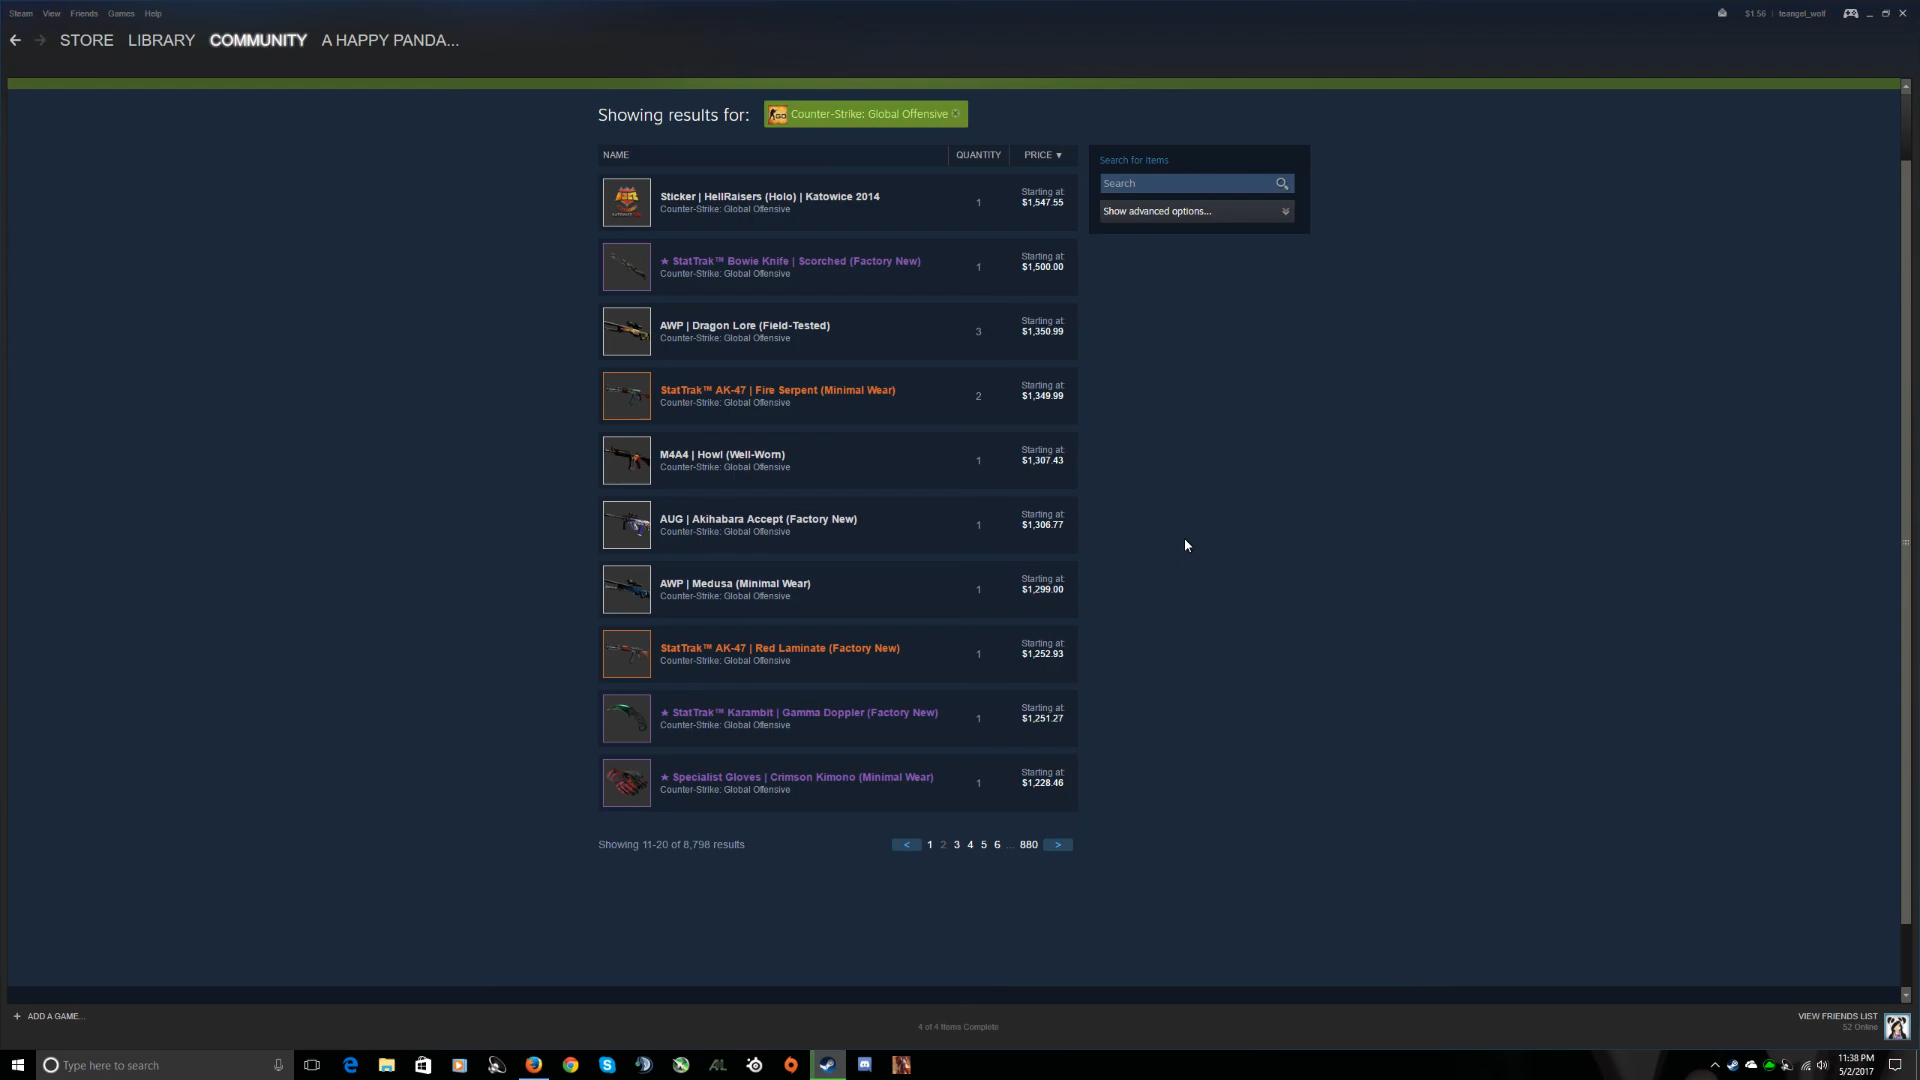 Steam View Friends Games Help
$1.56 | teangel_wolf
STORE LIBRARY COMMUNITY A HAPPY PANDA...
Showing results for: Counter-Strike: Global Offensive
NAME QUANTITY PRICE ▼
Sticker | HellRaisers (Holo) | Katowice 2014
Counter-Strike: Global Offensive
1
Starting at:
$1,547.55
★ StatTrak™ Bowie Knife | Scorched (Factory New)
Counter-Strike: Global Offensive
1
Starting at:
$1,500.00
AWP | Dragon Lore (Field-Tested)
Counter-Strike: Global Offensive
3
Starting at:
$1,350.99
StatTrak™ AK-47 | Fire Serpent (Minimal Wear)
Counter-Strike: Global Offensive
2
Starting at:
$1,349.99
M4A4 | Howl (Well-Worn)
Counter-Strike: Global Offensive
1
Starting at:
$1,307.43
AUG | Akihabara Accept (Factory New)
Counter-Strike: Global Offensive
1
Starting at:
$1,306.77
AWP | Medusa (Minimal Wear)
Counter-Strike: Global Offensive
1
Starting at:
$1,299.00
StatTrak™ AK-47 | Red Laminate (Factory New)
Counter-Strike: Global Offensive
1
Starting at:
$1,252.93
★ StatTrak™ Karambit | Gamma Doppler (Factory New)
Counter-Strike: Global Offensive
1
Starting at:
$1,251.27
★ Specialist Gloves | Crimson Kimono (Minimal Wear)
Counter-Strike: Global Offensive
1
Starting at:
$1,228.46
Showing 11-20 of 8,798 results
< 1 2 3 4 5 6 ... 880 >
Search for Items
Search
Show advanced options...
+ ADD A GAME...
4 of 4 Items Complete
VIEW FRIENDS LIST
52 Online
Type here to search
11:38 PM
5/2/2017